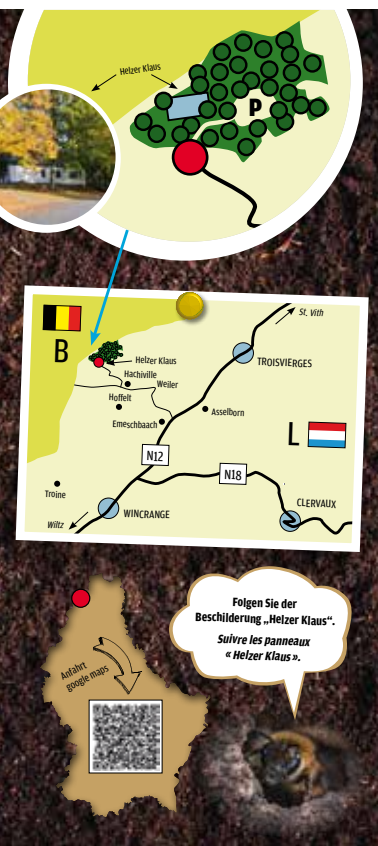 Helzer Klaus
P
St. Vith
B
TROISVIERGES
Helzer Klaus
Hachiville
Weiler
Hoffelt
Asselborn
Emeschbaach
L
N12
N18
Troine
CLERVAUX
WINCRANGE
Wiltz
Folgen Sie der
Beschilderung „Helzer Klaus“.
Suivre les panneaux
« Helzer Klaus ».
Anfahrt
google maps